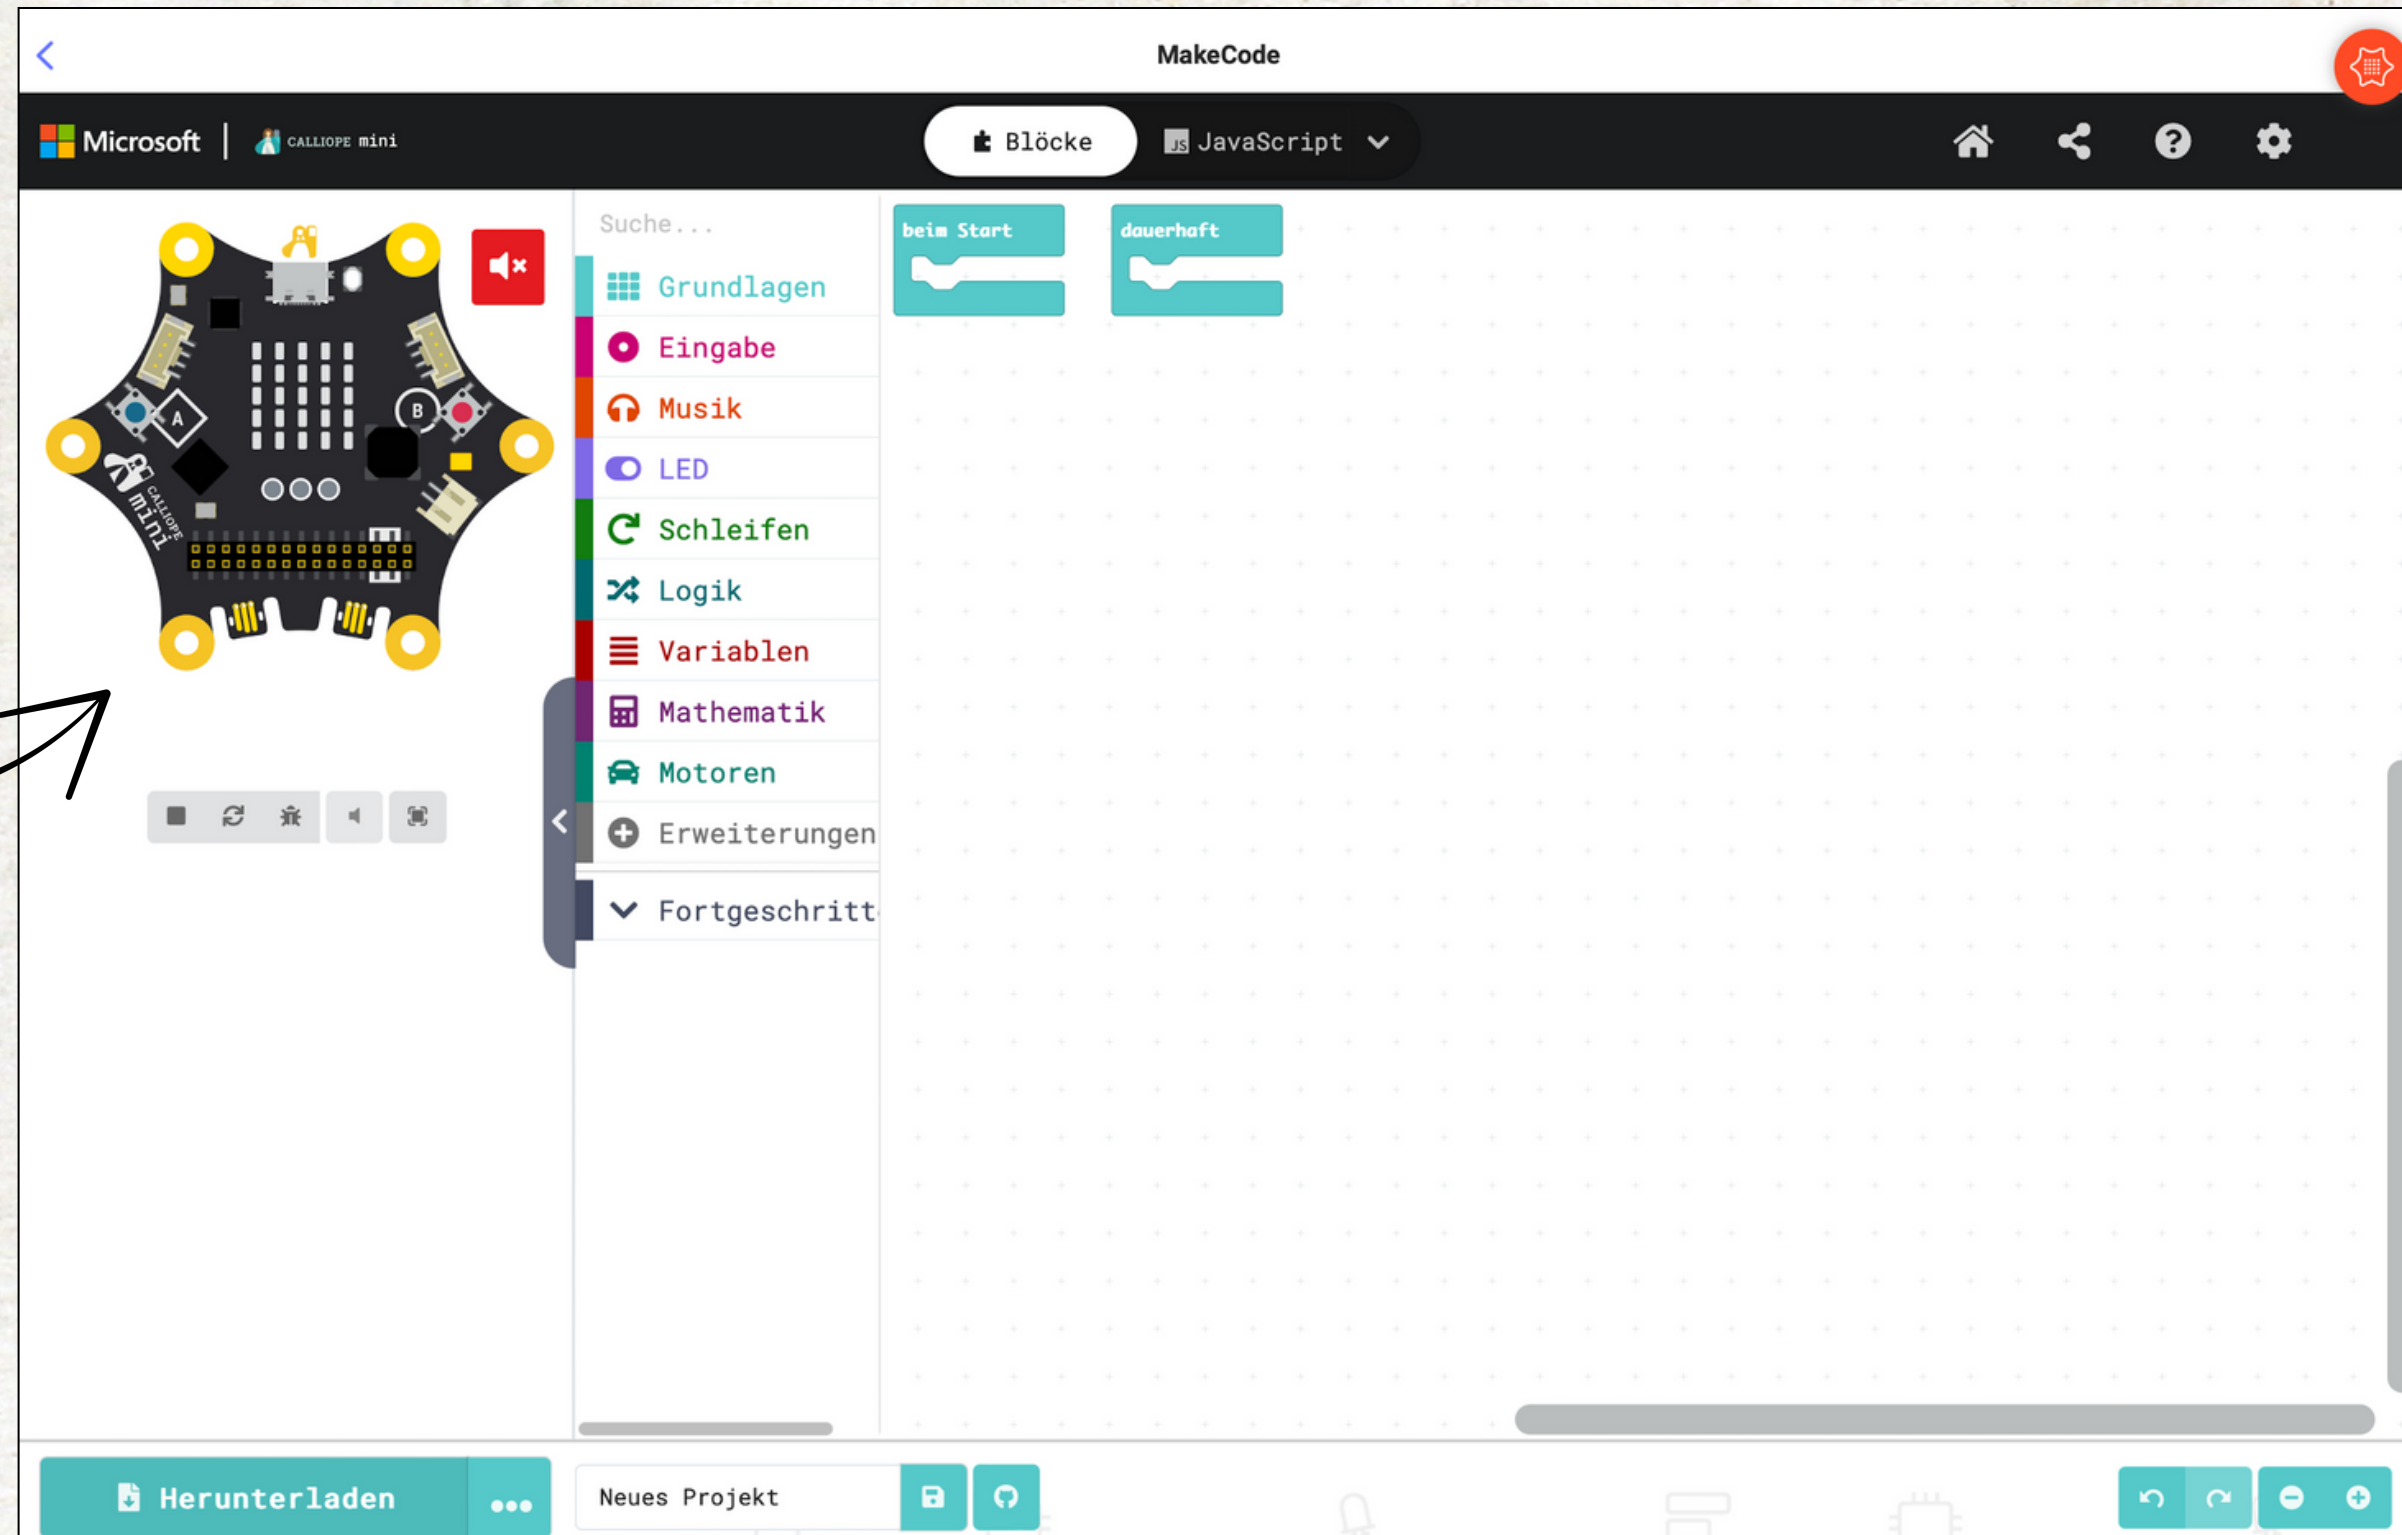 MakeCode
Microsoft
CALLIOPE mini
Blöcke
JS JavaScript
A
B
CALLIOPE
mini
Suche...
Grundlagen
Eingabe
Musik
LED
Schleifen
Logik
Variablen
Mathematik
Motoren
Erweiterungen
Fortgeschritt
beim Start
dauerhaft
Herunterladen
Neues Projekt